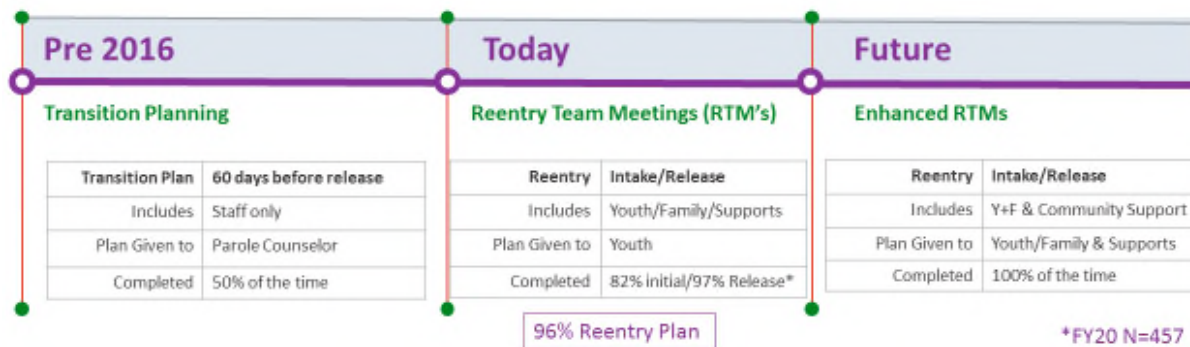 Pre 2016
Today
Future
Transition Planning
Reentry Team Meetings (RTM's)
Enhanced RTMs
Transition Plan 60 days before release
Includes Staff only
Plan Given to Parole Counselor
Completed 50% of the time
Reentry Intake/Release
Includes Youth/Family/Supports
Plan Given to Youth
Completed 82% initial/97% Release*
Reentry Intake/Release
Includes Y+F & Community Support
Plan Given to Youth/Family & Supports
Completed 100% of the time
96% Reentry Plan
*FY20 N=457